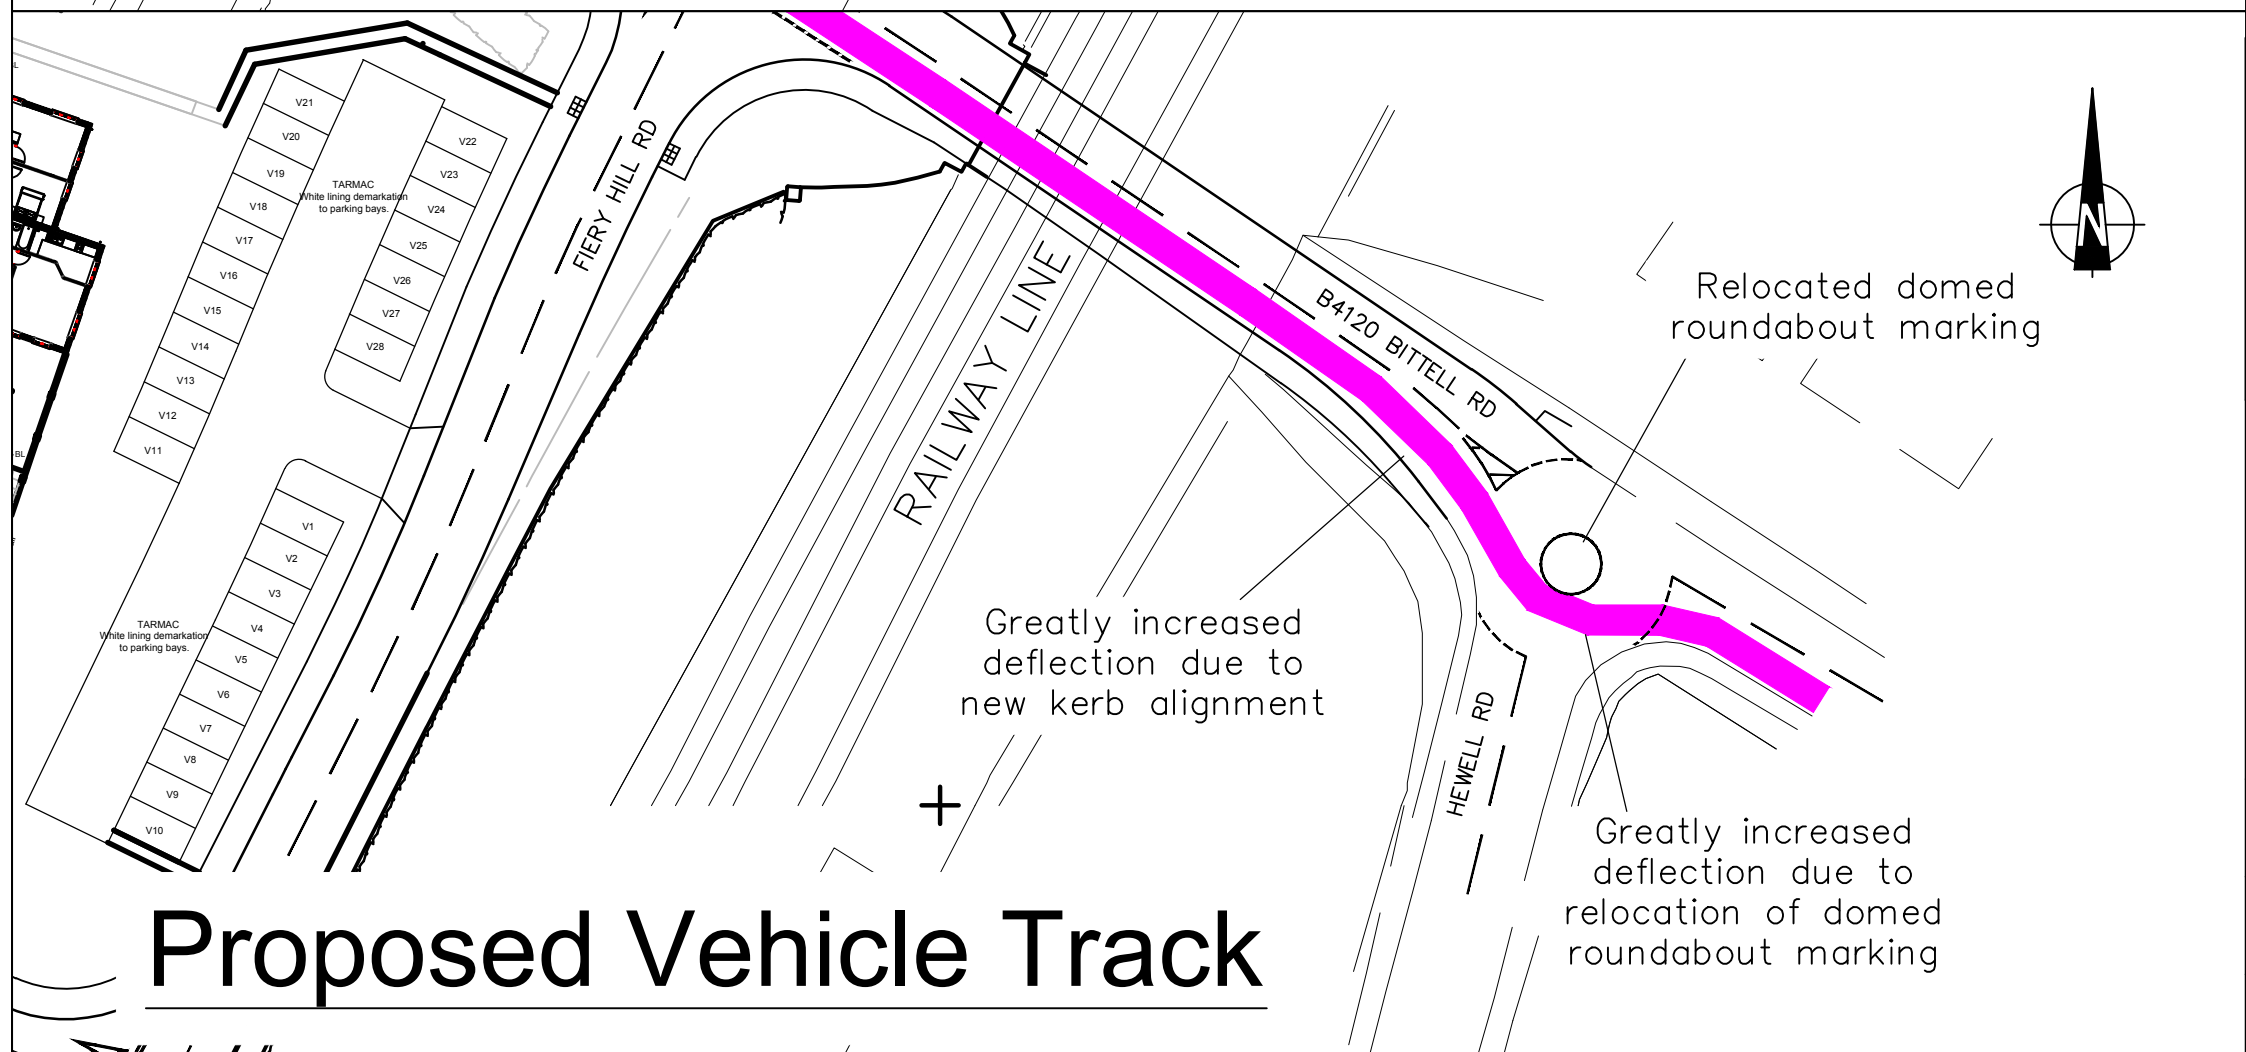 L
V21
V20
V19
V18
V17
V16
V15
V14
V13
V12
V11
TARMAC
White lining demarkation
to parking bays.
V22
V23
V24
V25
V26
V27
V28
FIERY HILL RD
RAILWAY LINE
B4120 BITTELL RD
N
Relocated domed
roundabout marking
BL
V1
V2
V3
V4
V5
V6
V7
V8
V9
V10
TARMAC
White lining demarkation
to parking bays.
Greatly increased
deflection due to
new kerb alignment
HEWELL RD
Greatly increased
deflection due to
relocation of domed
roundabout marking
Proposed Vehicle Track